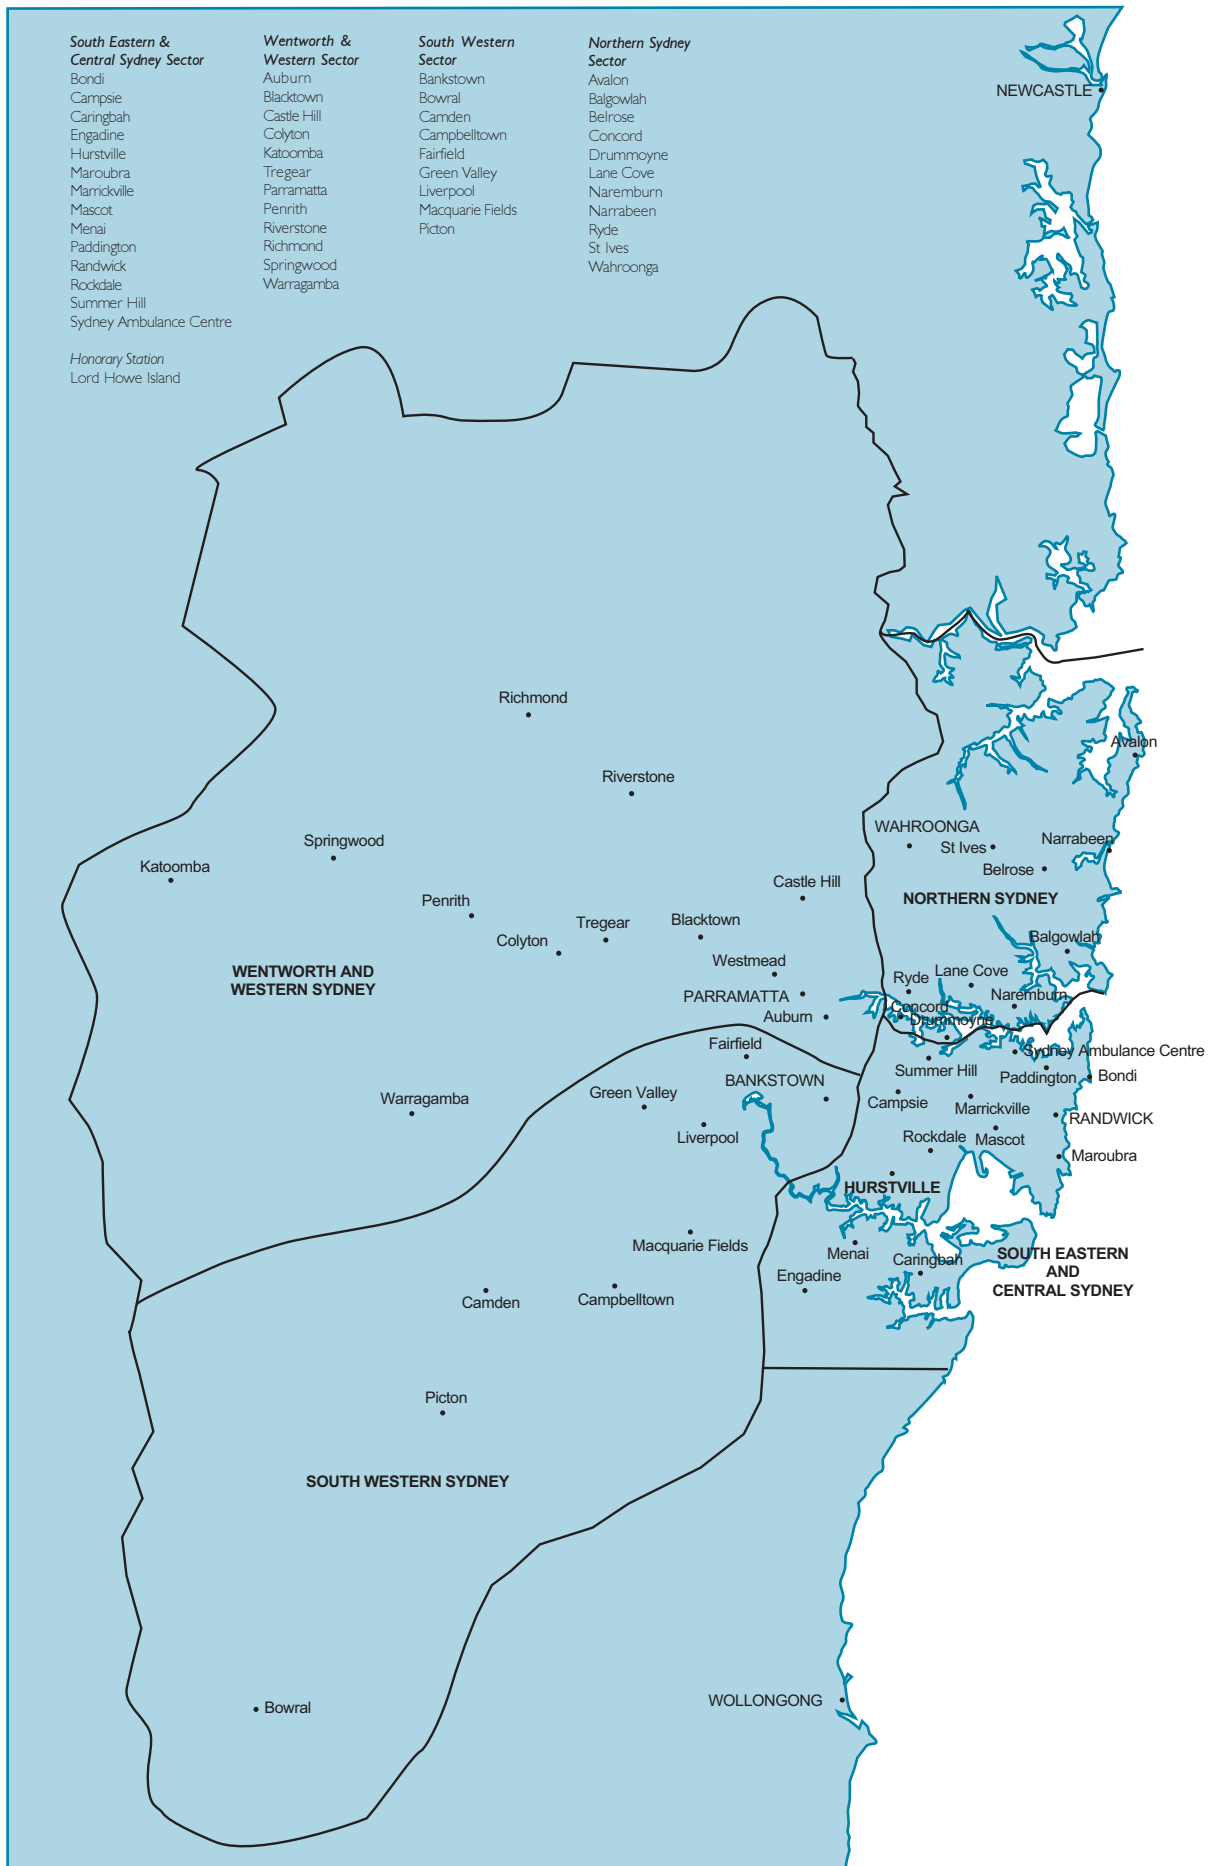 South Eastern &
Central Sydney Sector
Bondi
Campsie
Caringbah
Engadine
Hurstville
Maroubra
Marrickville
Mascot
Menai
Paddington
Randwick
Rockdale
Summer Hill
Sydney Ambulance Centre
Honorary Station
Lord Howe Island
Wentworth &
Western Sector
Auburn
Blacktown
Castle Hill
Colyton
Katoomba
Tregear
Parramatta
Penrith
Riverstone
Richmond
Springwood
Warragamba
South Western
Sector
Bankstown
Bowral
Camden
Campbelltown
Fairfield
Green Valley
Liverpool
Macquarie Fields
Picton
Northern Sydney
Sector
Avalon
Balgowlah
Belrose
Concord
Drummoyne
Lane Cove
Naremburn
Narrabeen
Ryde
St Ives
Wahroonga
NEWCASTLE
Richmond
Avalon
Riverstone
WAHROONGA
Springwood
Narrabeen
St Ives
Katoomba
Belrose
Castle Hill
Penrith
NORTHERN SYDNEY
Tregear
Blacktown
Colyton
Balgowlah
Westmead
WENTWORTH AND
WESTERN SYDNEY
Ryde
Lane Cove
PARRAMATTA
Naremburn
Concord
Auburn
Drummoyne
Fairfield
Sydney Ambulance Centre
Summer Hill
Paddington
Bondi
BANKSTOWN
Green Valley
Warragamba
Campsie
Marrickville
RANDWICK
Liverpool
Rockdale
Mascot
Maroubra
HURSTVILLE
Macquarie Fields
Menai
Caringbah
SOUTH EASTERN
AND
CENTRAL SYDNEY
Engadine
Camden
Campbelltown
Picton
SOUTH WESTERN SYDNEY
Bowral
WOLLONGONG